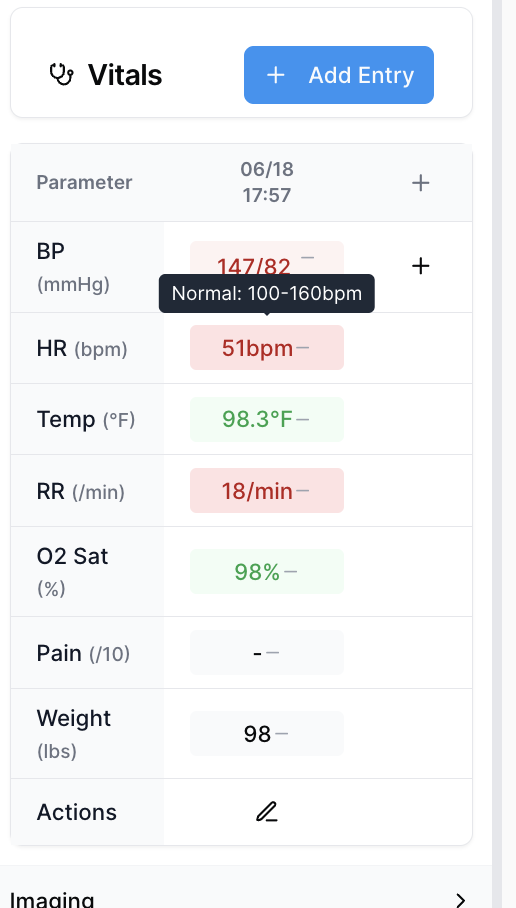 Vitals
+ Add Entry
Parameter
06/18
17:57
+
BP
(mmHg)
147/82 –
+
Normal: 100-160bpm
HR (bpm)
51bpm –
Temp (°F)
98.3°F –
RR (/min)
18/min –
O2 Sat
(%)
98% –
Pain (/10)
- –
Weight
(lbs)
98 –
Actions
Imaging